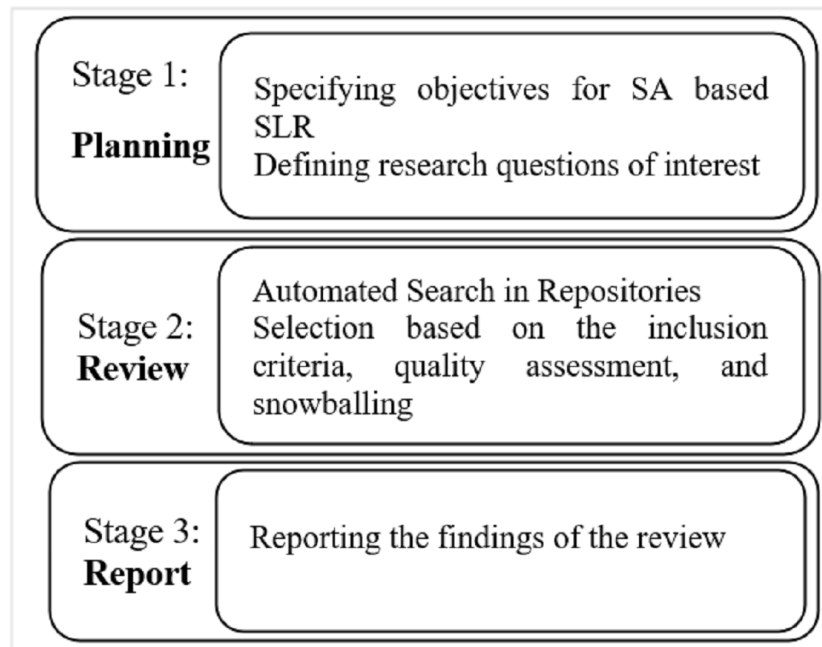 Stage 1:
Planning
Specifying objectives for SA based
SLR
Defining research questions of interest
Stage 2:
Review
Automated Search in Repositories
Selection based on the inclusion
criteria, quality assessment, and
snowballing
Stage 3:
Report
Reporting the findings of the review